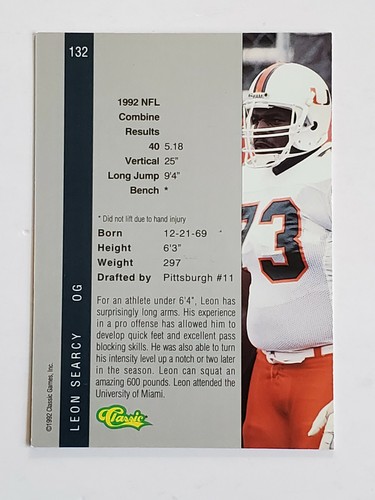 132
1992 NFL
Combine
Results
40 5.18
Vertical 25"
Long Jump 9'4"
Bench *
* Did not lift due to hand injury
Born 12-21-69
Height 6'3"
Weight 297
Drafted by Pittsburgh #11
For an athlete under 6'4", Leon has
surprisingly long arms. His experience
in a pro offense has allowed him to
develop quick feet and excellent pass
blocking skills. He was also able to turn
his intensity level up a notch or two later
in the season. Leon can squat an
amazing 600 pounds. Leon attended the
University of Miami.
Classic
LEON SEARCY OG
©1992 Classic Games, Inc.
73